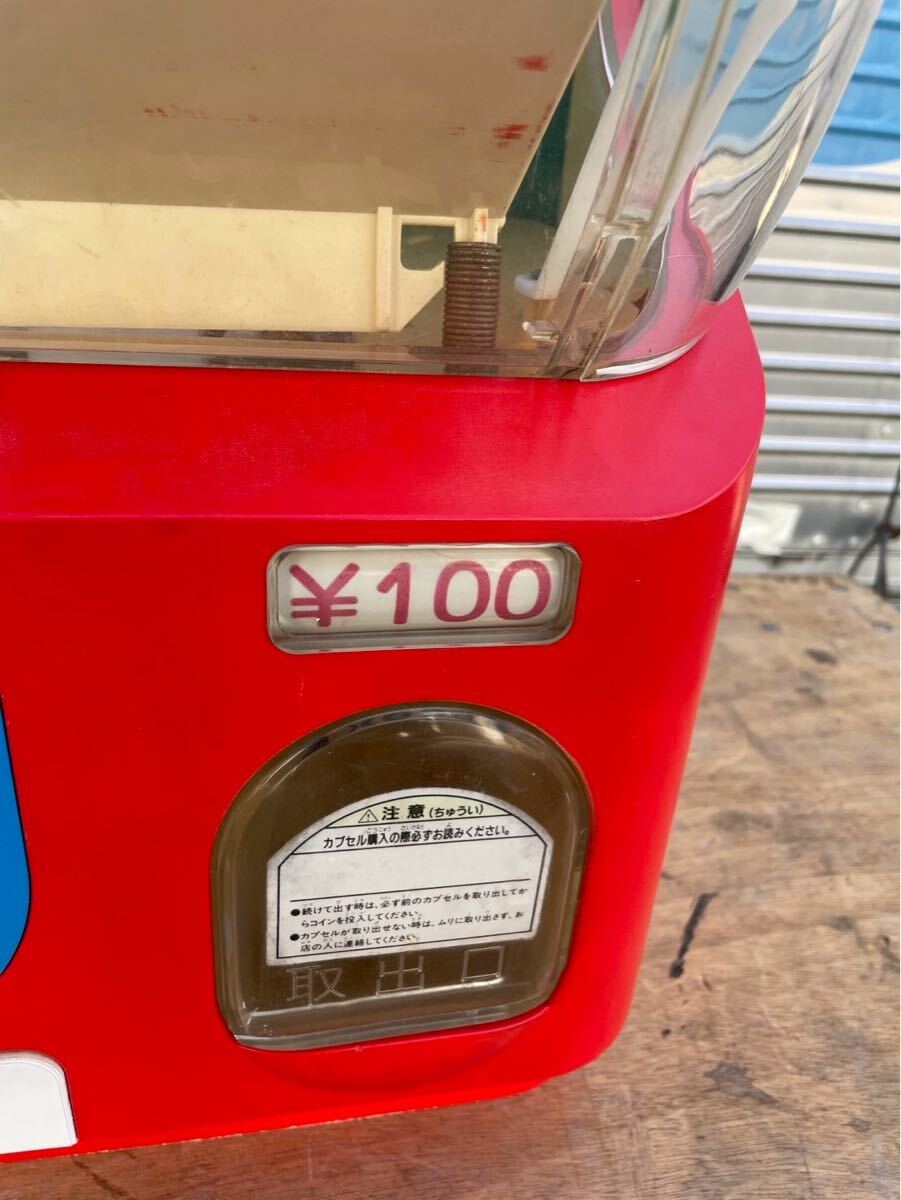 ¥100
⚠注意(ちゅうい)
カプセル購入の際必ずお読みください。
●続けて出す時は、必ず前のカプセルを取り出してか
らコインを投入してください。
●カプセルが取り出せない時は、ムリに取り出さず、お
店の人に連絡してください。
取出口